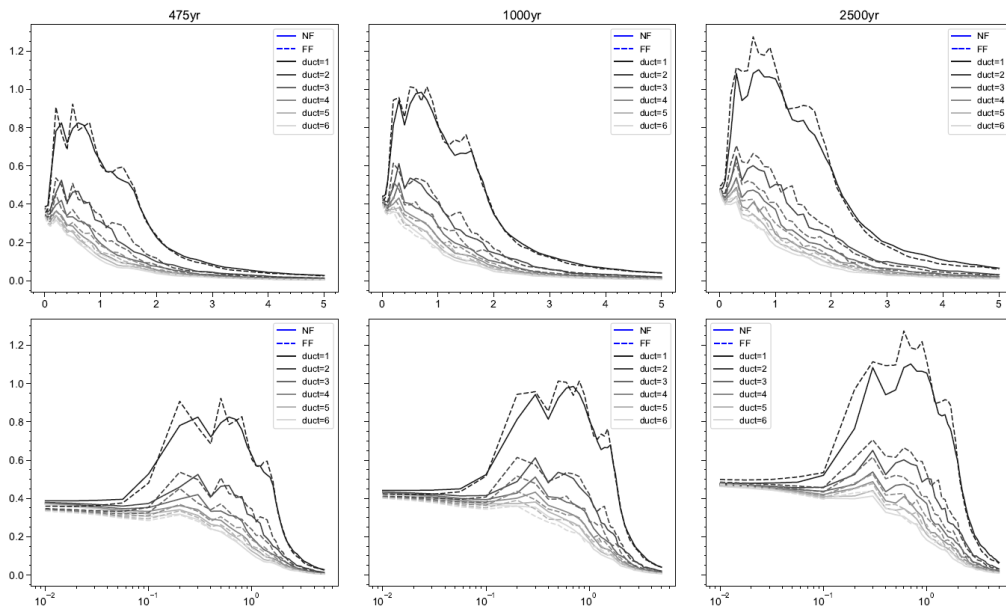 475yr
1000yr
2500yr
1.2
1.0
0.8
0.6
0.4
0.2
0.0
NF
FF
duct=1
duct=2
duct=3
duct=4
duct=5
duct=6
0 1 2 3 4 5
NF
FF
duct=1
duct=2
duct=3
duct=4
duct=5
duct=6
0 1 2 3 4 5
NF
FF
duct=1
duct=2
duct=3
duct=4
duct=5
duct=6
0 1 2 3 4 5
1.2
1.0
0.8
0.6
0.4
0.2
0.0
NF
FF
duct=1
duct=2
duct=3
duct=4
duct=5
duct=6
10⁻² 10⁻¹ 10⁰
NF
FF
duct=1
duct=2
duct=3
duct=4
duct=5
duct=6
10⁻² 10⁻¹ 10⁰
NF
FF
duct=1
duct=2
duct=3
duct=4
duct=5
duct=6
10⁻² 10⁻¹ 10⁰